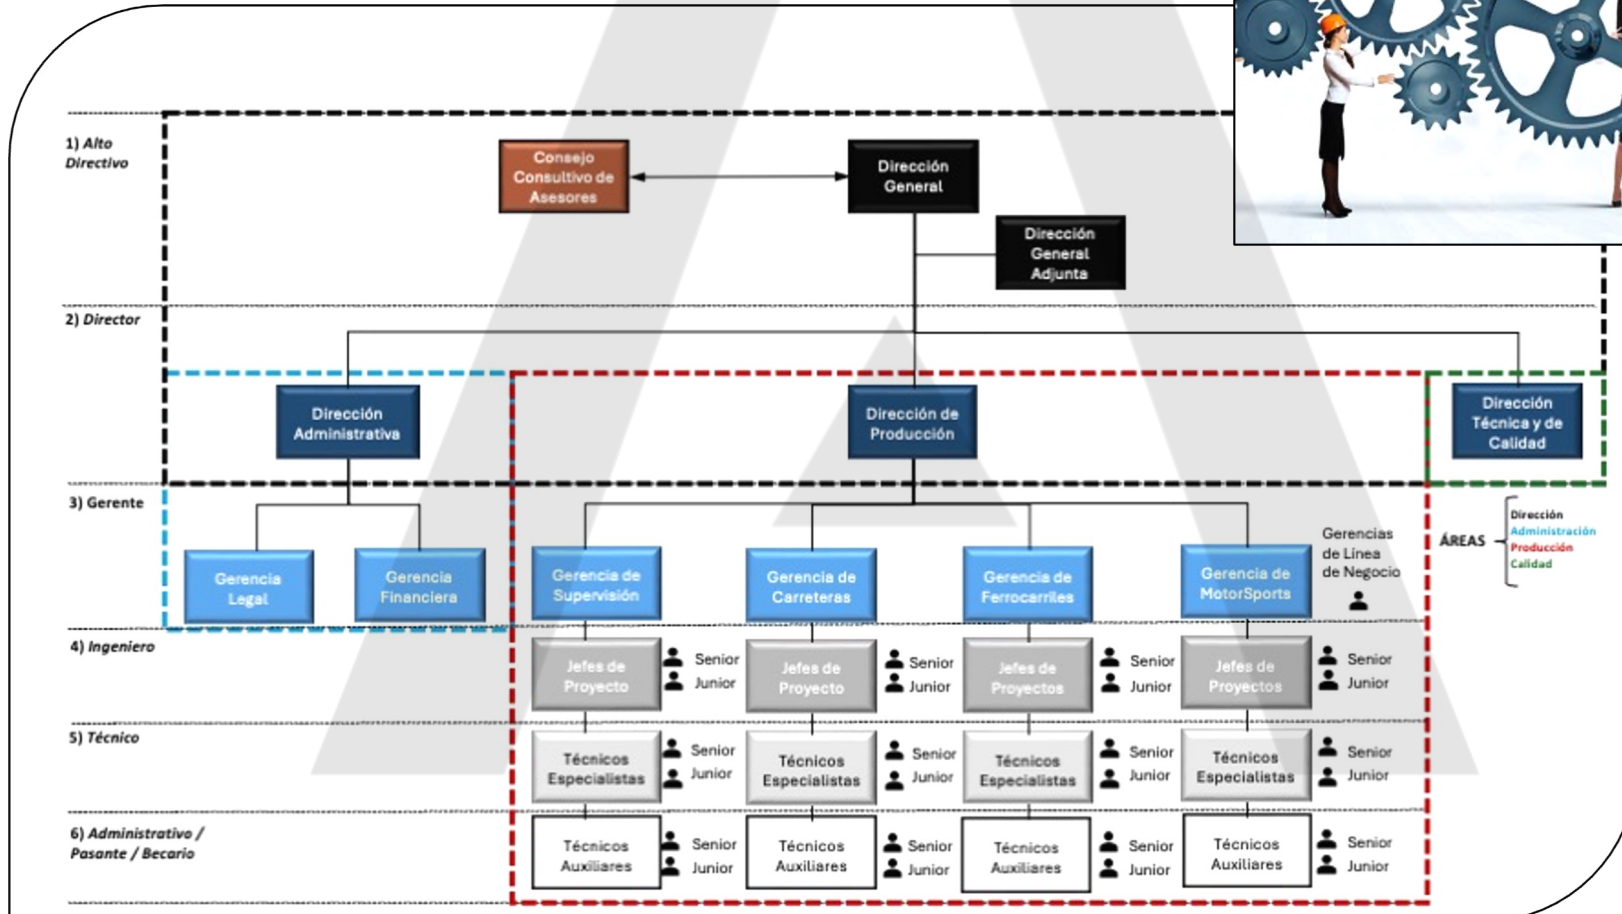 1) Alto
Directivo
Consejo
Consultivo de
Asesores
Dirección
General
Dirección
General
Adjunta
2) Director
Dirección
Administrativa
Dirección de
Producción
Dirección
Técnica y de
Calidad
3) Gerente
Gerencia
Legal
Gerencia
Financiera
Gerencia de
Supervisión
Gerencia de
Carreteras
Gerencia de
Ferrocarriles
Gerencia de
MotorSports
Gerencias
de Línea
de Negocio
ÁREAS
Dirección
Administración
Producción
Calidad
4) Ingeniero
Jefes de
Proyecto
Senior
Junior
Jefes de
Proyecto
Senior
Junior
Jefes de
Proyectos
Senior
Junior
Jefes de
Proyectos
Senior
Junior
5) Técnico
Técnicos
Especialistas
Senior
Junior
Técnicos
Especialistas
Senior
Junior
Técnicos
Especialistas
Senior
Junior
Técnicos
Especialistas
Senior
Junior
6) Administrativo /
Pasante / Becario
Técnicos
Auxiliares
Senior
Junior
Técnicos
Auxiliares
Senior
Junior
Técnicos
Auxiliares
Senior
Junior
Técnicos
Auxiliares
Senior
Junior